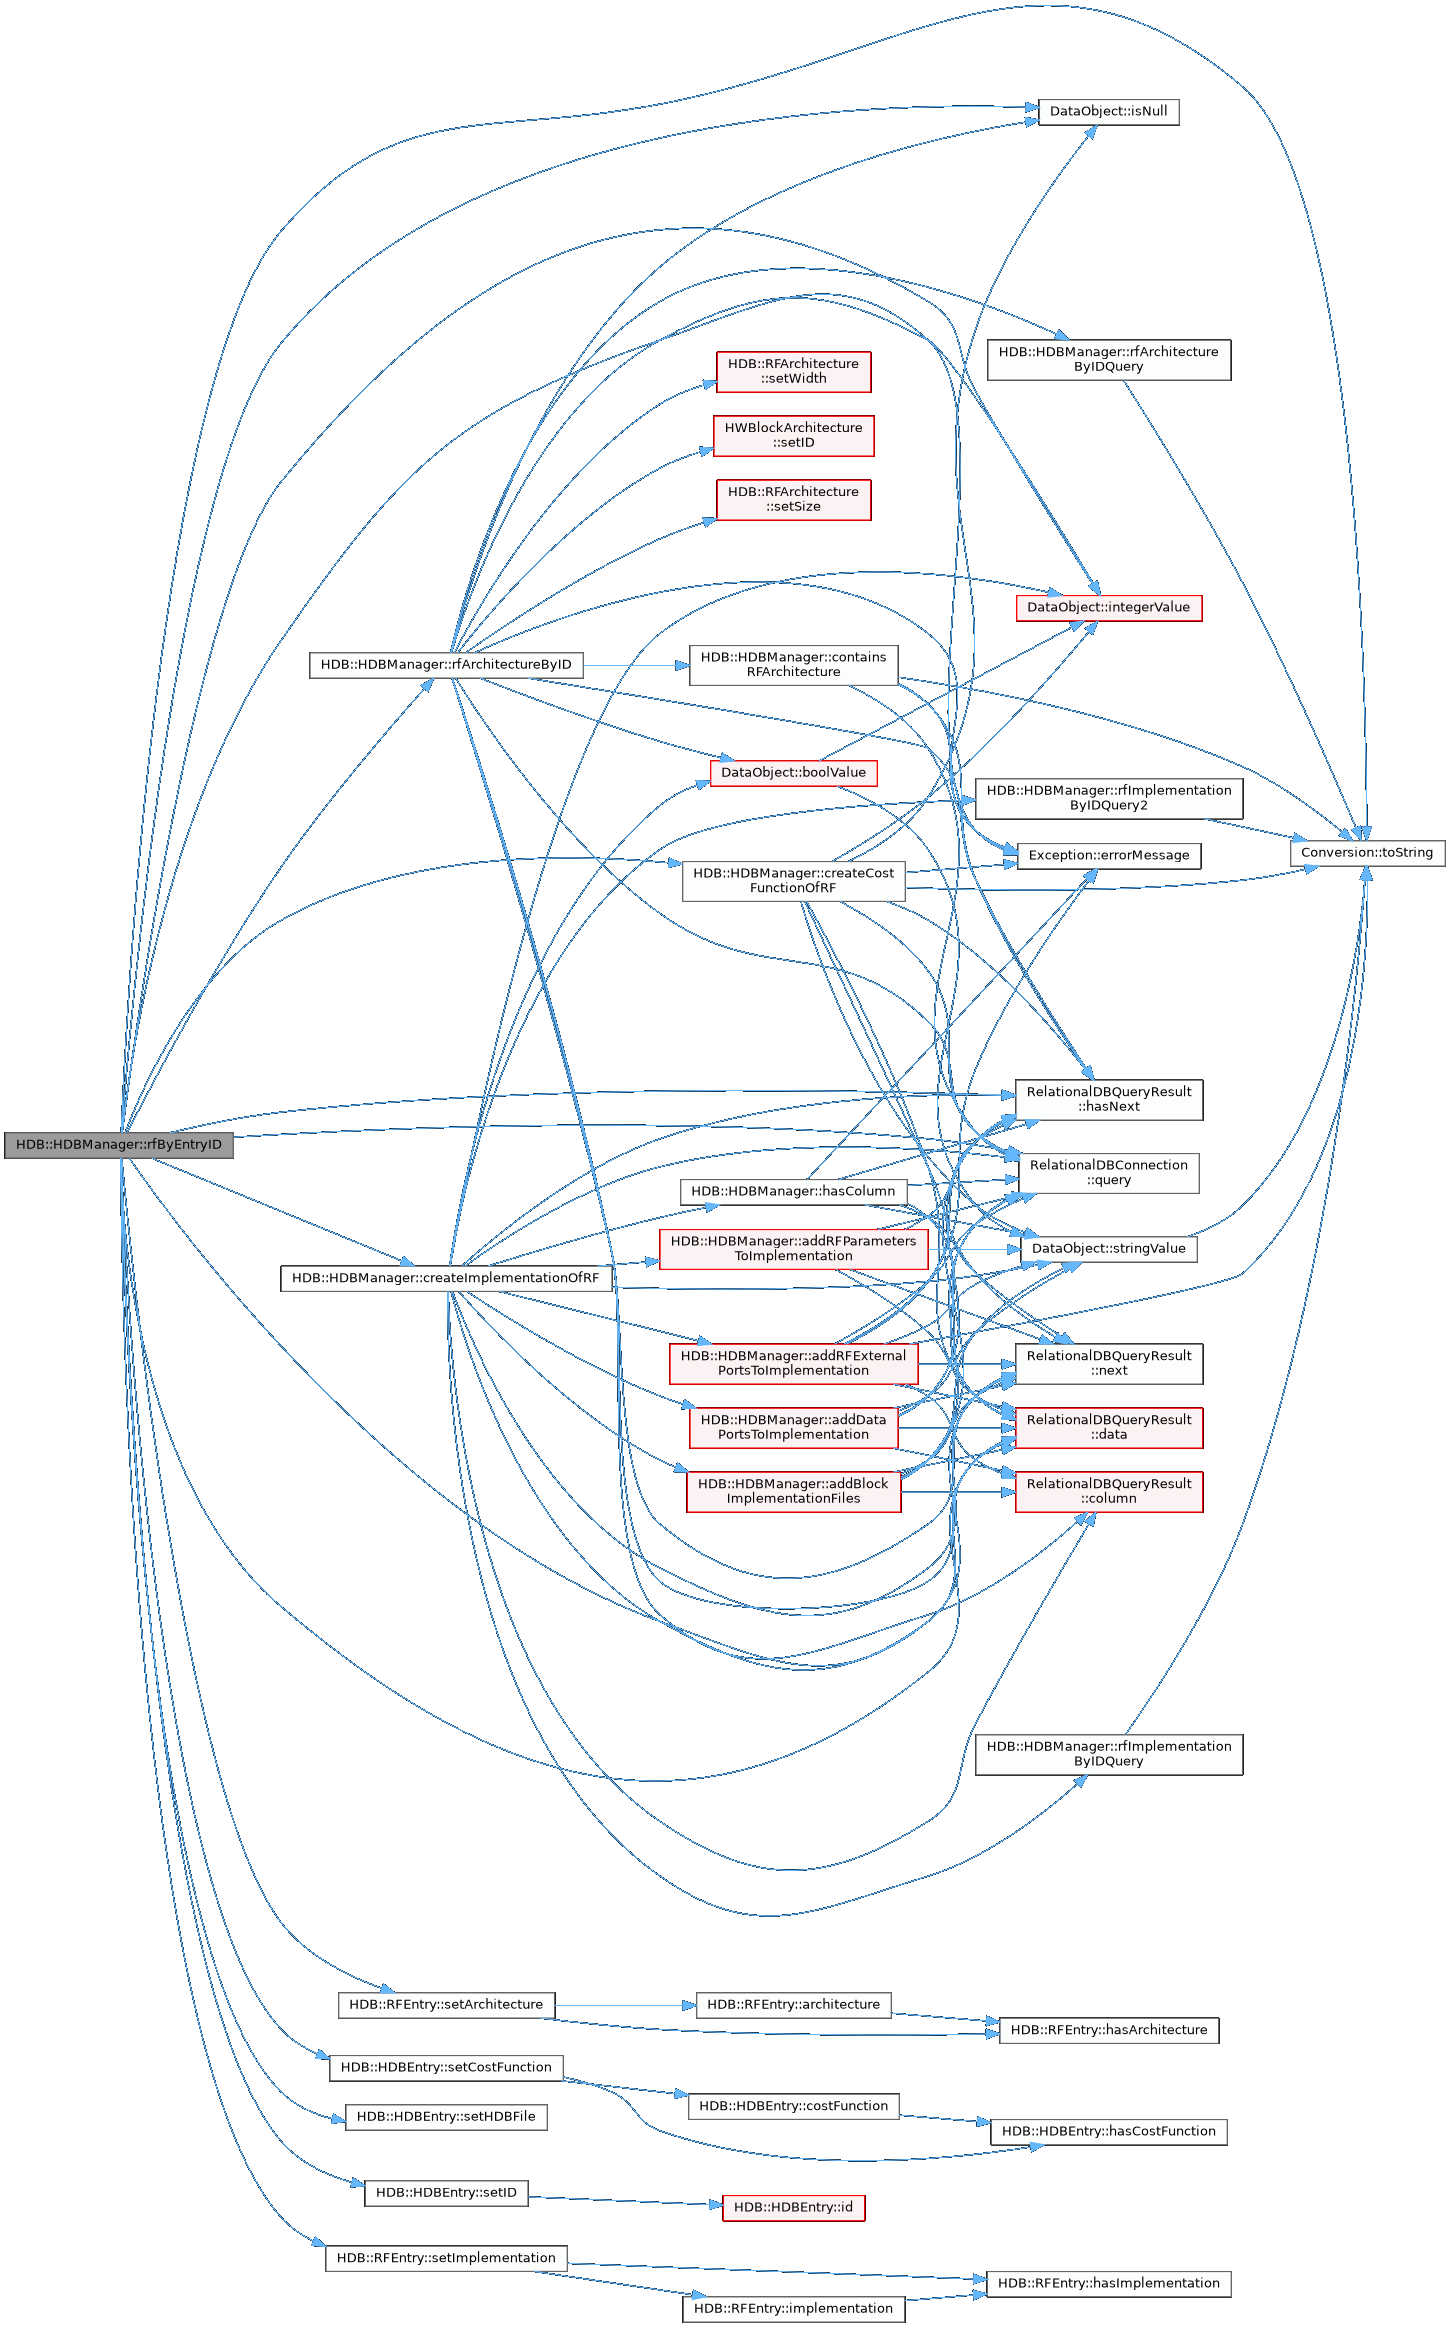 DataObject::isNull
HDB::HDBManager::rfArchitecture
ByIDQuery
HDB::RFArchitecture
::setWidth
HWBlockArchitecture
::setID
HDB::RFArchitecture
::setSize
DataObject::integerValue
HDB::HDBManager::rfArchitectureByID
HDB::HDBManager::contains
RFArchitecture
DataObject::boolValue
HDB::HDBManager::rfImplementation
ByIDQuery2
Conversion::toString
Exception::errorMessage
HDB::HDBManager::createCost
FunctionOfRF
RelationalDBQueryResult
::hasNext
HDB::HDBManager::rfByEntryID
RelationalDBConnection
::query
HDB::HDBManager::hasColumn
HDB::HDBManager::addRFParameters
ToImplementation
DataObject::stringValue
HDB::HDBManager::createImplementationOfRF
HDB::HDBManager::addRFExternal
PortsToImplementation
RelationalDBQueryResult
::next
HDB::HDBManager::addData
PortsToImplementation
RelationalDBQueryResult
::data
HDB::HDBManager::addBlock
ImplementationFiles
RelationalDBQueryResult
::column
HDB::HDBManager::rfImplementation
ByIDQuery
HDB::RFEntry::setArchitecture
HDB::RFEntry::architecture
HDB::RFEntry::hasArchitecture
HDB::HDBEntry::setCostFunction
HDB::HDBEntry::costFunction
HDB::HDBEntry::setHDBFile
HDB::HDBEntry::hasCostFunction
HDB::HDBEntry::setID
HDB::HDBEntry::id
HDB::RFEntry::setImplementation
HDB::RFEntry::hasImplementation
HDB::RFEntry::implementation